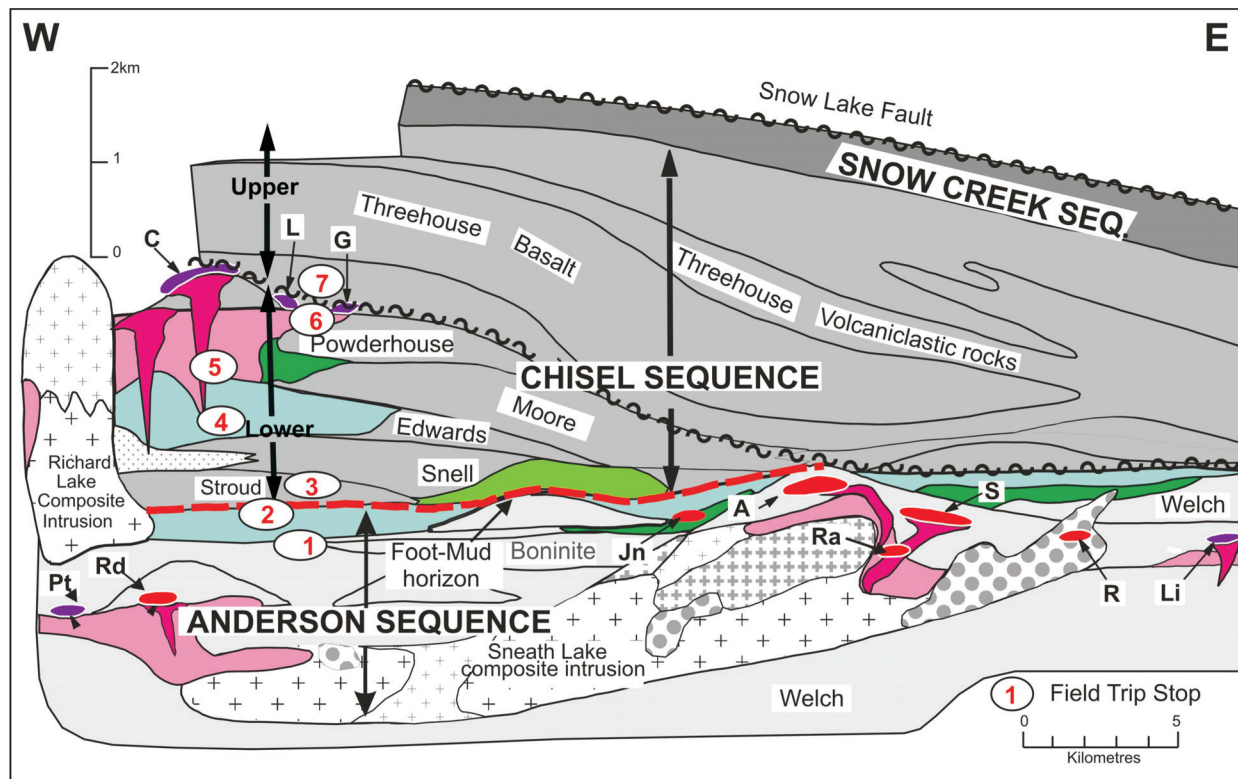 W
E
2km
1
0
Snow Lake Fault
SNOW CREEK SEQ.
Upper
Threehouse
Basalt
Threehouse
Volcaniclastic rocks
C
L
G
7
6
Powderhouse
5
CHISEL SEQUENCE
Moore
4
Lower
Edwards
Snell
Richard
Lake
Composite
Intrusion
Stroud
3
2
1
Foot-Mud
horizon
Boninite
Jn
A
Ra
S
Welch
R
Li
Pt
Rd
ANDERSON SEQUENCE
Sneath Lake
composite intrusion
Welch
1 Field Trip Stop
0 5
Kilometres